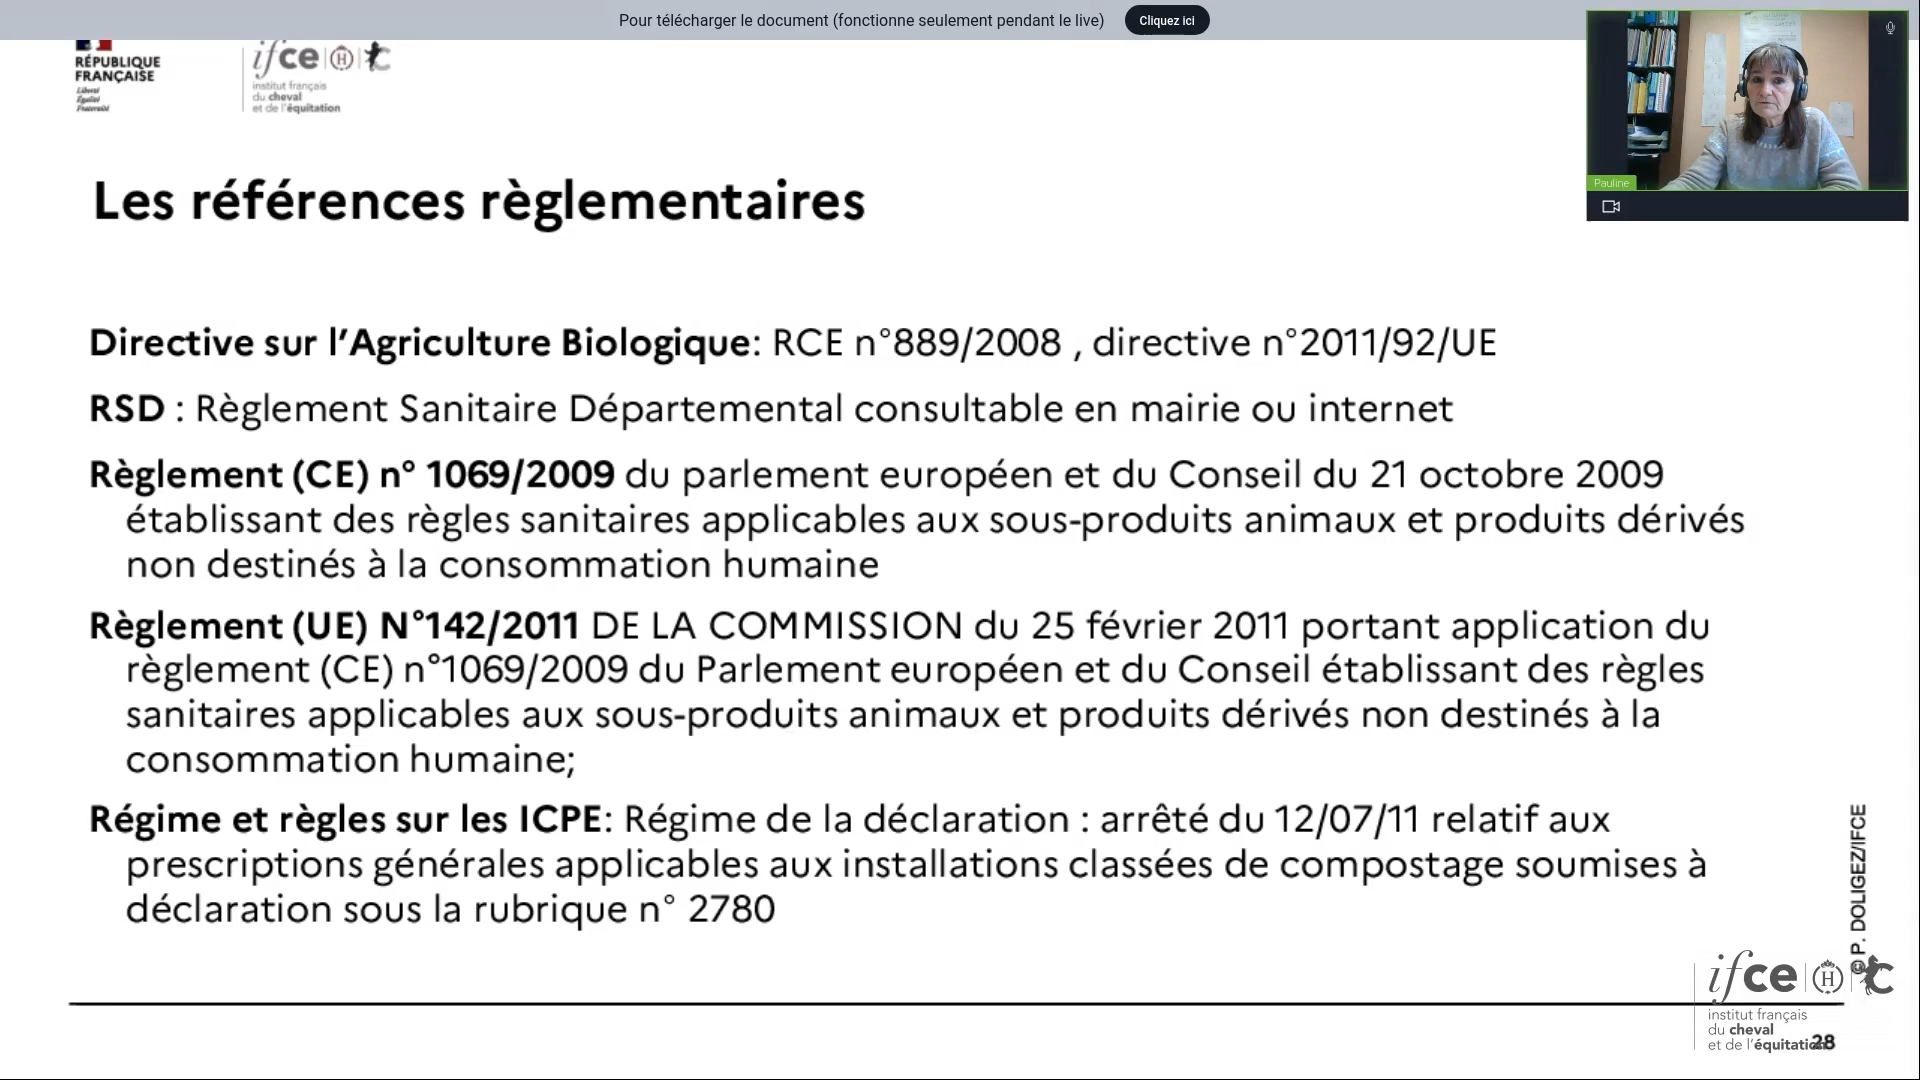 Pour télécharger le document (fonctionne seulement pendant le live)
Cliquez ici
RÉPUBLIQUE
FRANÇAISE
Liberté
Égalité
Fraternité
ifce
institut français
du cheval
et de l'équitation
Pauline
Les références règlementaires
Directive sur l'Agriculture Biologique: RCE n°889/2008 , directive n°2011/92/UE
RSD : Règlement Sanitaire Départemental consultable en mairie ou internet
Règlement (CE) n° 1069/2009 du parlement européen et du Conseil du 21 octobre 2009
établissant des règles sanitaires applicables aux sous-produits animaux et produits dérivés
non destinés à la consommation humaine
Règlement (UE) N°142/2011 DE LA COMMISSION du 25 février 2011 portant application du
règlement (CE) n°1069/2009 du Parlement européen et du Conseil établissant des règles
sanitaires applicables aux sous-produits animaux et produits dérivés non destinés à la
consommation humaine;
Régime et règles sur les ICPE: Régime de la déclaration : arrêté du 12/07/11 relatif aux
prescriptions générales applicables aux installations classées de compostage soumises à
déclaration sous la rubrique n° 2780
© P. DOLIGEZ/IFCE
ifce H
institut français
du cheval
et de l'équitation
28